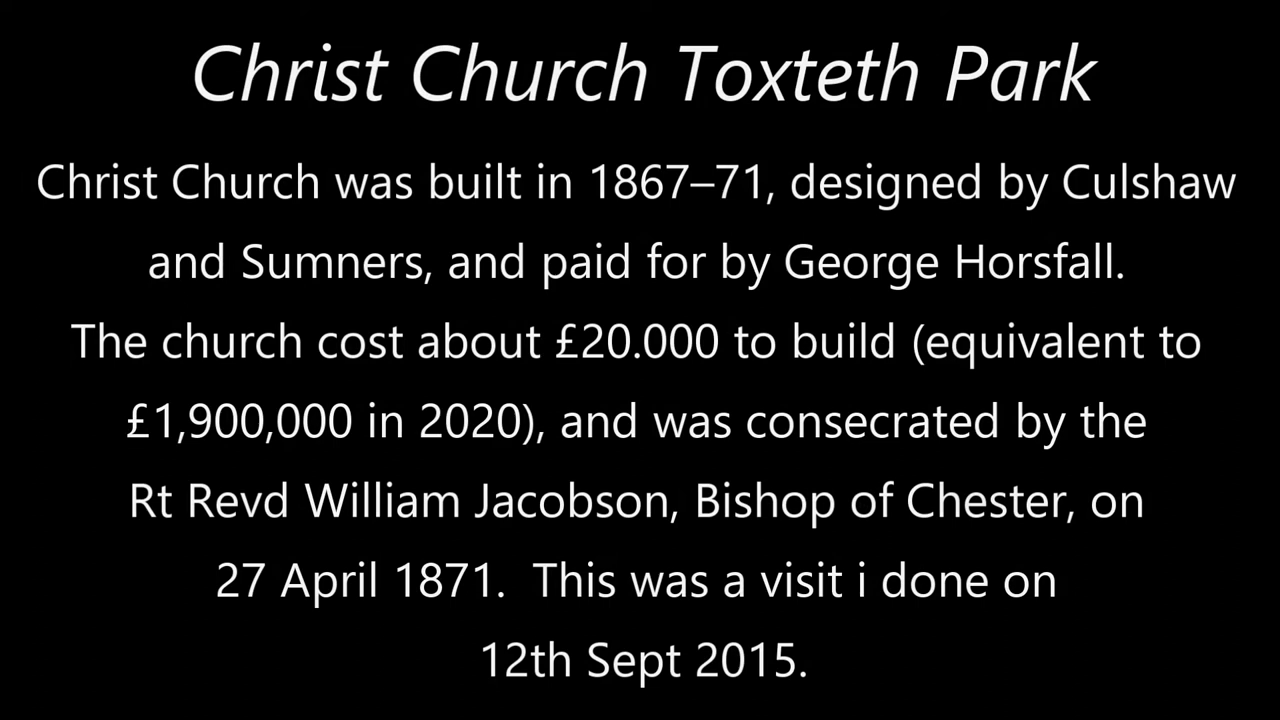 Christ Church Toxteth Park
Christ Church was built in 1867–71, designed by Culshaw
and Sumners, and paid for by George Horsfall.
The church cost about £20.000 to build (equivalent to
£1,900,000 in 2020), and was consecrated by the
Rt Revd William Jacobson, Bishop of Chester, on
27 April 1871.  This was a visit i done on
12th Sept 2015.